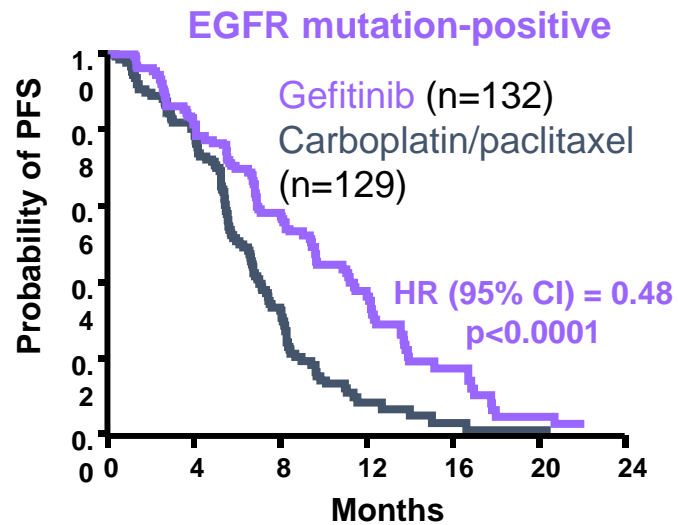 EGFR mutation-positive
Probability of PFS
1.
0
0.
8
0.
6
0.
4
0.
2
0.
0
Gefitinib (n=132)
Carboplatin/paclitaxel
(n=129)
HR (95% CI) = 0.48
p<0.0001
0 4 8 12 16 20 24
Months